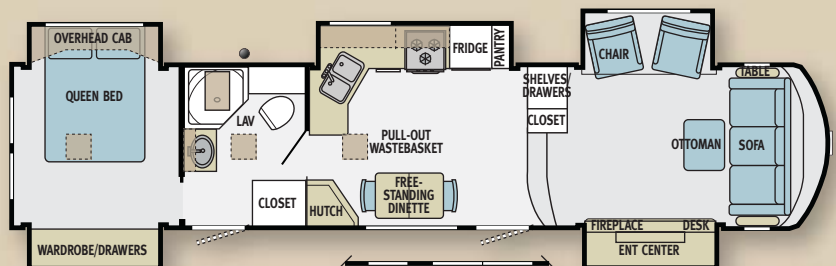 OVERHEAD CAB
QUEEN BED
WARDROBE/DRAWERS
LAV
CLOSET
HUTCH
PULL-OUT
WASTEBASKET
FREE-
STANDING
DINETTE
FRIDGE
PANTRY
SHELVES/
DRAWERS
CLOSET
CHAIR
TABLE
OTTOMAN
SOFA
FIREPLACE
DESK
ENT CENTER